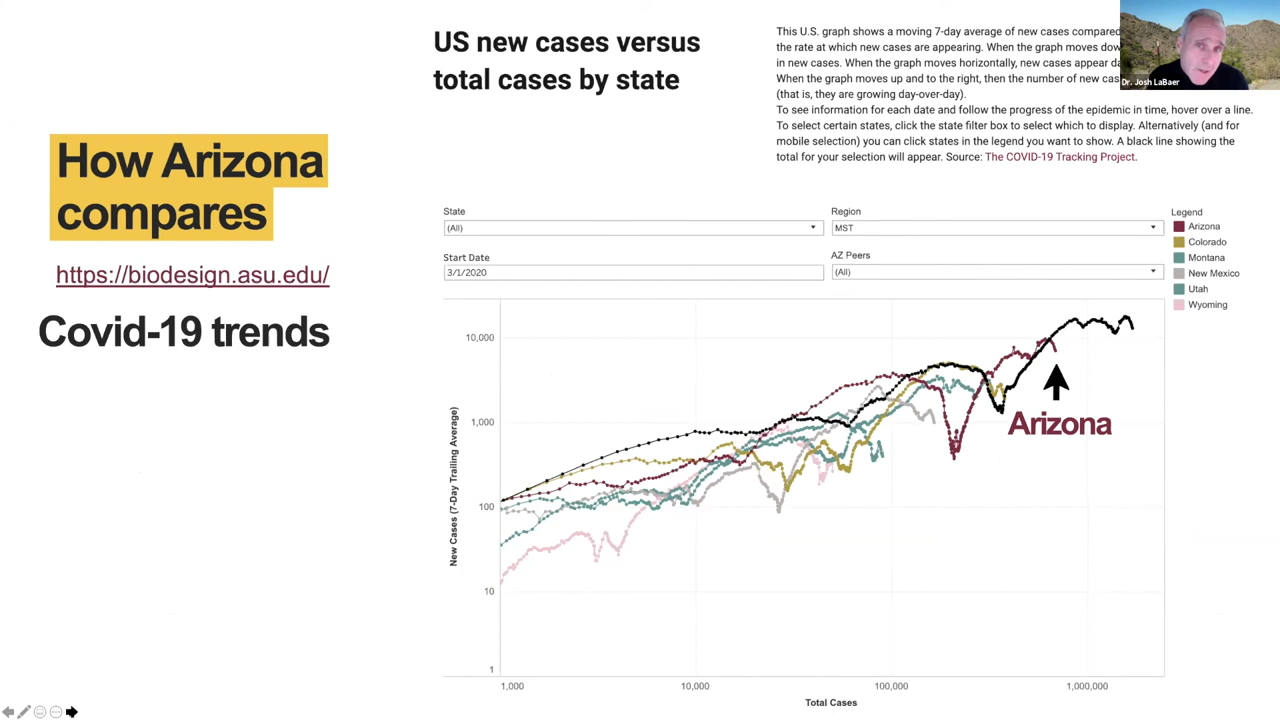 How Arizona
compares
https://biodesign.asu.edu/
Covid-19 trends
US new cases versus
total cases by state
This U.S. graph shows a moving 7-day average of new cases compared
the rate at which new cases are appearing. When the graph moves dow
in new cases. When the graph moves horizontally, new cases appear da
When the graph moves up and to the right, then the number of new cas
(that is, they are growing day-over-day).
To see information for each date and follow the progress of the epidemic in time, hover over a line.
To select certain states, click the state filter box to select which to display. Alternatively (and for
mobile selection) you can click states in the legend you want to show. A black line showing the
total for your selection will appear. Source: The COVID-19 Tracking Project.
Dr. Josh LaBaer
State
(All)
Region
MST
Start Date
3/1/2020
AZ Peers
(All)
Legend
Arizona
Colorado
Montana
New Mexico
Utah
Wyoming
New Cases (7-Day Trailing Average)
10,000
1,000
100
10
1
Arizona
1,000
10,000
100,000
1,000,000
Total Cases